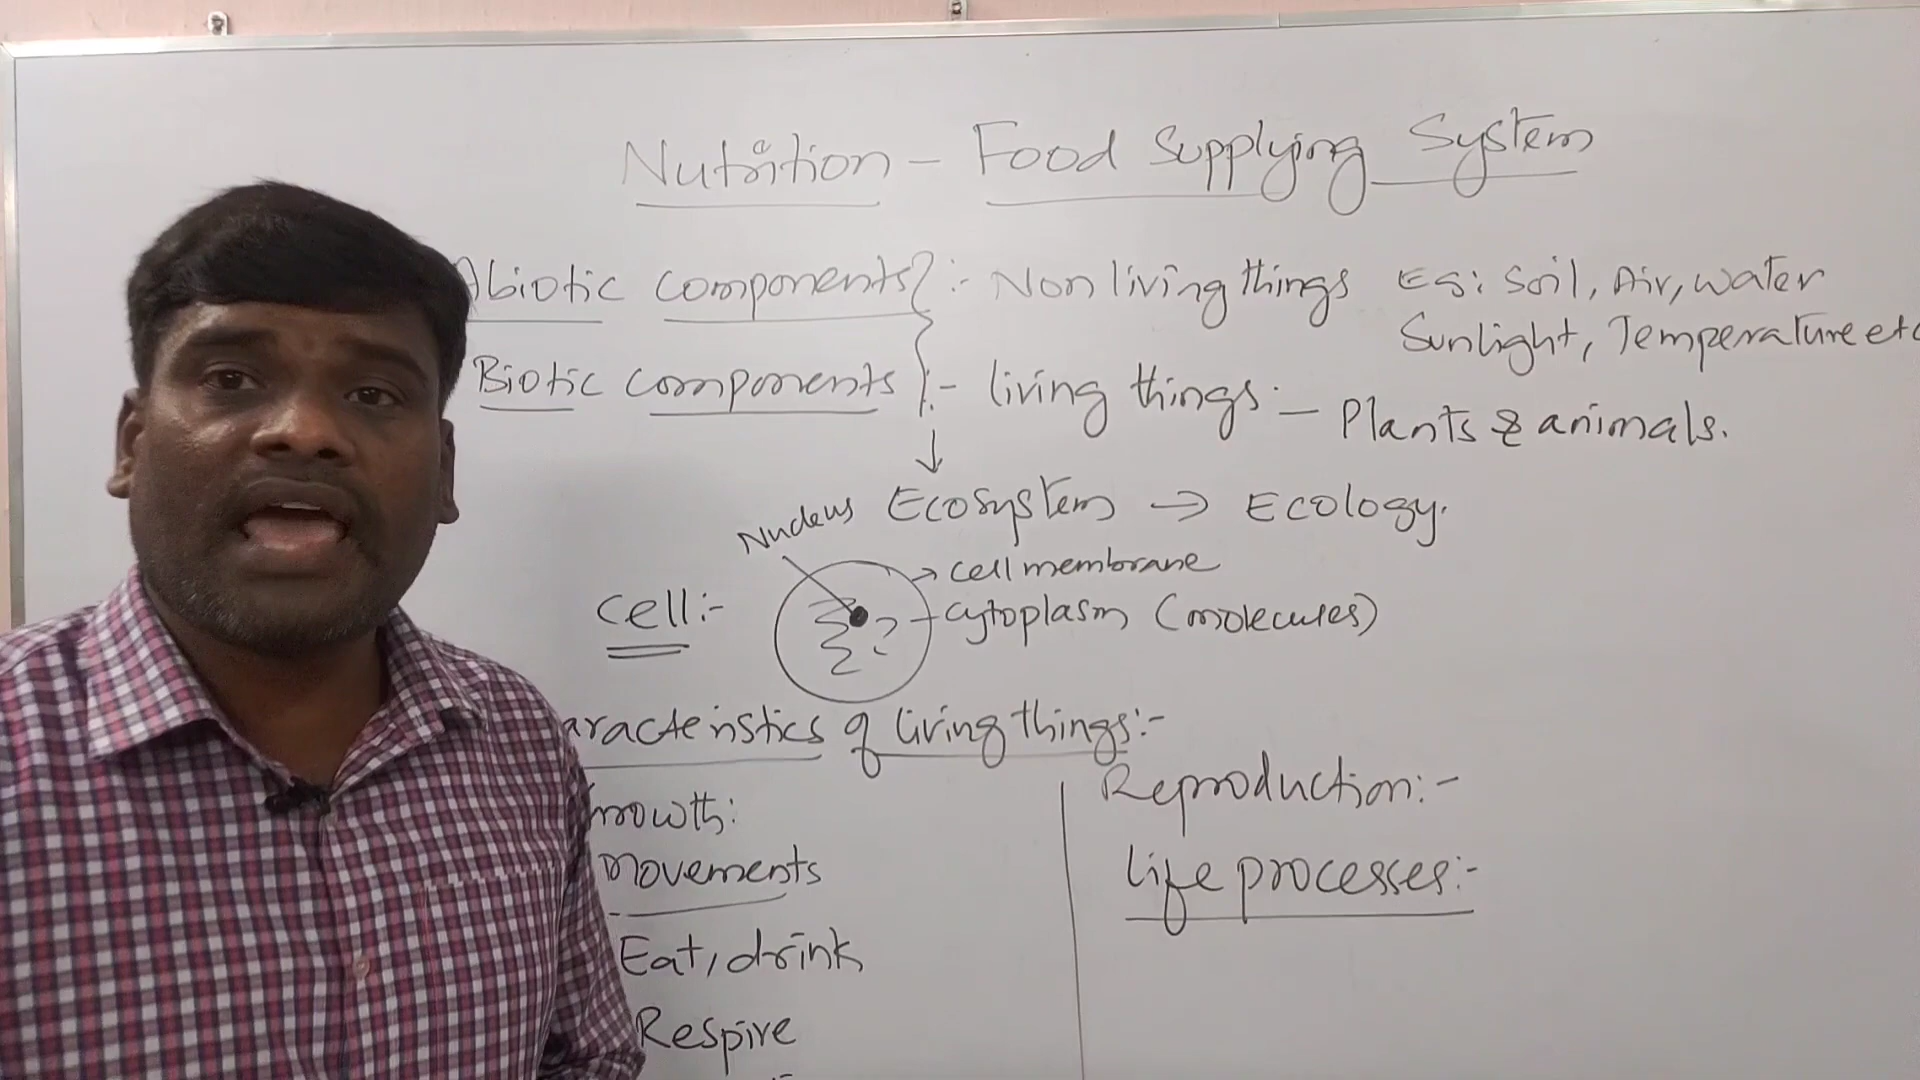 Nutrition - Food Supplying System
Abiotic components :- Non living things Eg: Soil, Air, Water
Sunlight, Temperature etc
Biotic components :- living things - Plants & animals.
↓
Ecosystem → Ecology.
Nucleus
→ cell membrane
Cell:- cytoplasm (molecules)
aracteristics of living things:-
Growth:
Movements
Eat, drink
Respire
Reproduction:-
Life processes:-